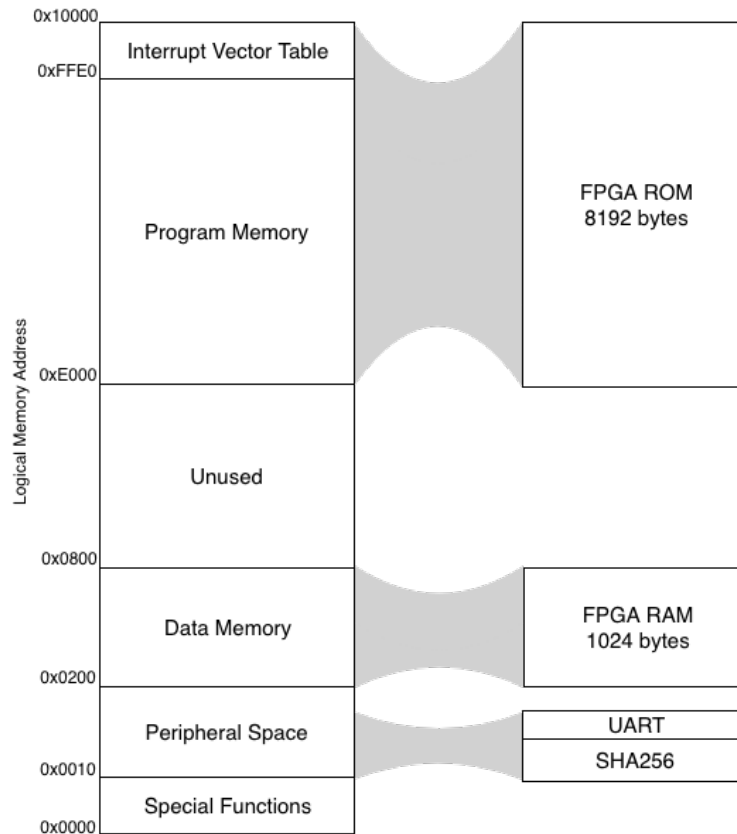 0x10000
Interrupt Vector Table
0xFFE0
Program Memory
FPGA ROM
8192 bytes
Logical Memory Address
0xE000
Unused
0x0800
Data Memory
FPGA RAM
1024 bytes
0x0200
Peripheral Space
UART
SHA256
0x0010
Special Functions
0x0000